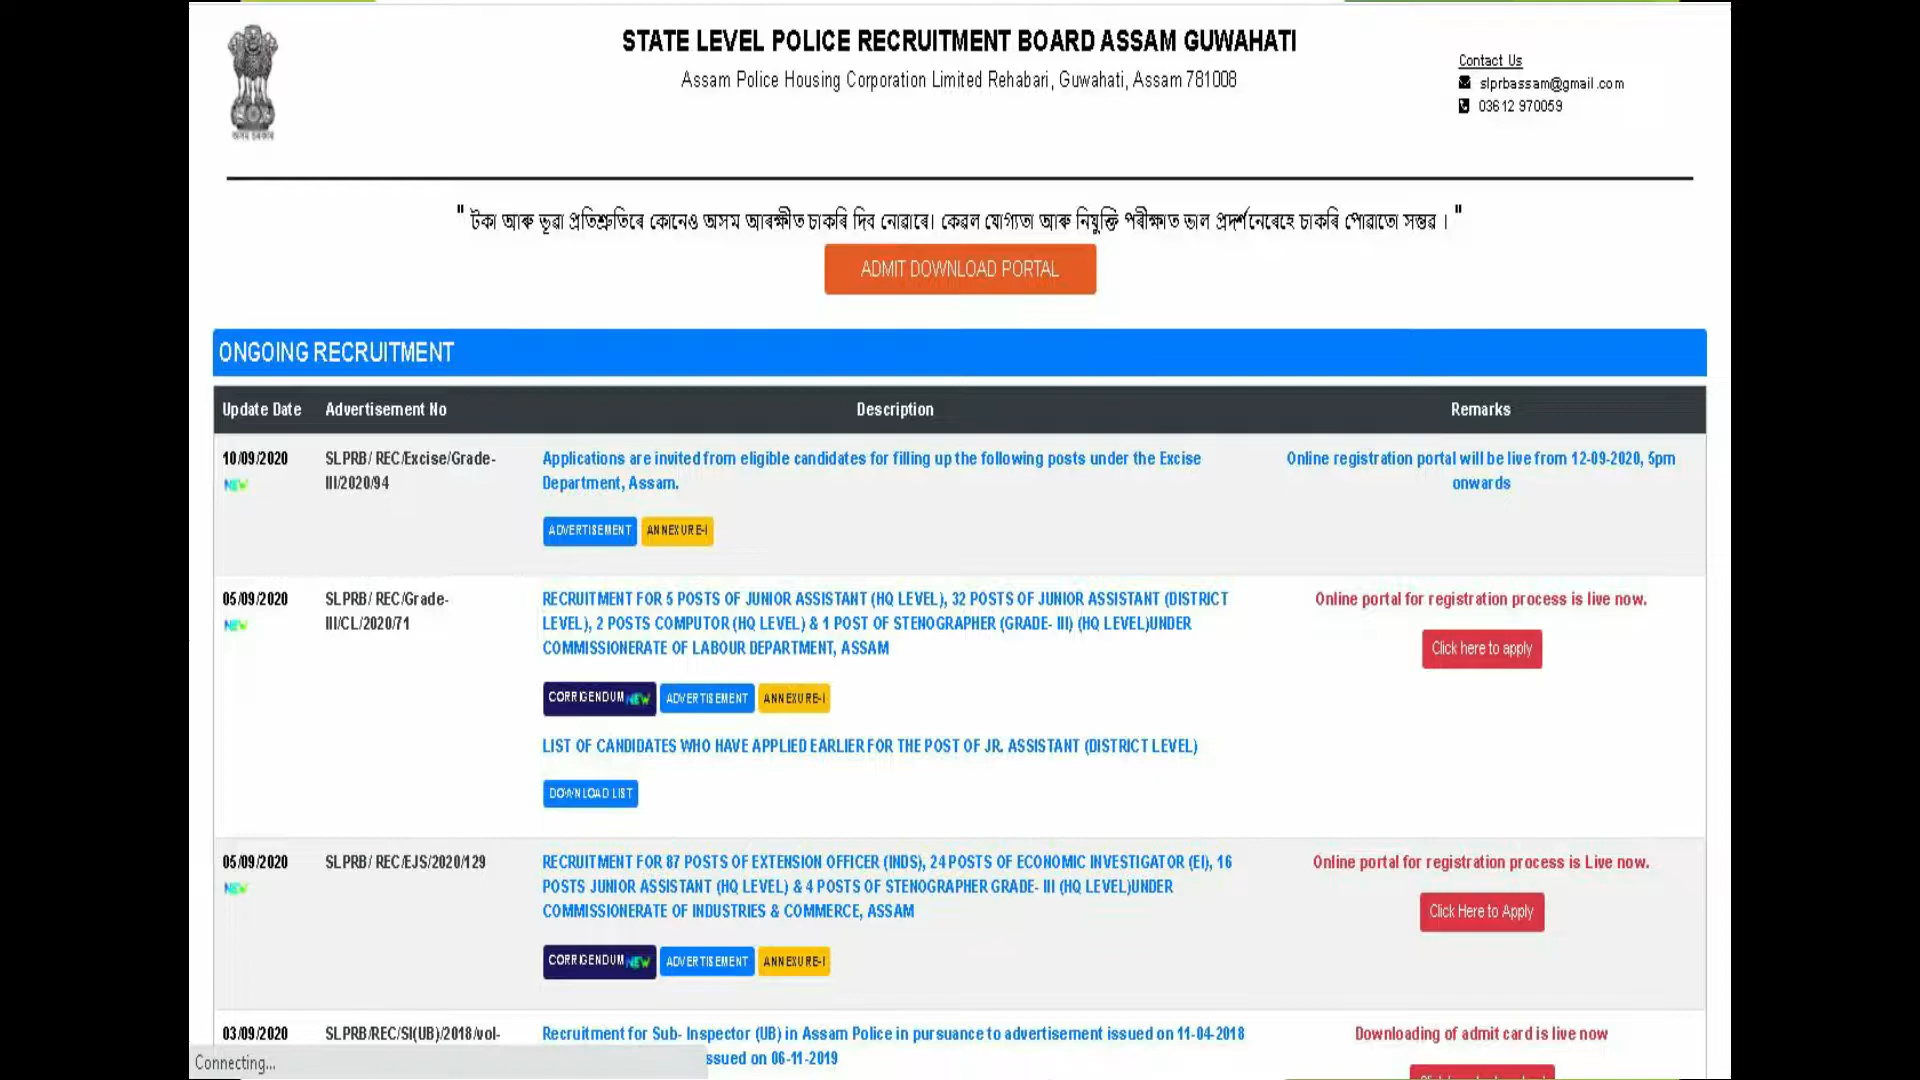 STATE LEVEL POLICE RECRUITMENT BOARD ASSAM GUWAHATI
Assam Police Housing Corporation Limited Rehabari, Guwahati, Assam 781008
Contact Us
slprbassam@gmail.com
03612 970059
অসম চৰকাৰ
" টকা আৰু ভূৱা প্ৰতিশ্ৰুতিৰে কোনেও অসম আৰক্ষীত চাকৰি দিব নোৱাৰে। কেৱল যোগ্যতা আৰু নিযুক্তি পৰীক্ষাত ভাল প্ৰদৰ্শনেৰেহে চাকৰি পোৱাতো সম্ভৱ । "
ADMIT DOWNLOAD PORTAL
ONGOING RECRUITMENT
Update Date Advertisement No Description Remarks
10/09/2020 SLPRB/ REC/Excise/Grade- Applications are invited from eligible candidates for filling up the following posts under the Excise Online registration portal will be live from 12-09-2020, 5pm
NEW III/2020/94 Department, Assam. onwards
ADVERTISEMENT ANNEXURE-I
05/09/2020 SLPRB/ REC/Grade- RECRUITMENT FOR 5 POSTS OF JUNIOR ASSISTANT (HQ LEVEL), 32 POSTS OF JUNIOR ASSISTANT (DISTRICT Online portal for registration process is live now.
NEW III/CL/2020/71 LEVEL), 2 POSTS COMPUTOR (HQ LEVEL) & 1 POST OF STENOGRAPHER (GRADE- III) (HQ LEVEL)UNDER
COMMISSIONERATE OF LABOUR DEPARTMENT, ASSAM Click here to apply
CORRIGENDUM NEW ADVERTISEMENT ANNEXURE-I
LIST OF CANDIDATES WHO HAVE APPLIED EARLIER FOR THE POST OF JR. ASSISTANT (DISTRICT LEVEL)
DOWNLOAD LIST
05/09/2020 SLPRB/ REC/EJS/2020/129 RECRUITMENT FOR 87 POSTS OF EXTENSION OFFICER (INDS), 24 POSTS OF ECONOMIC INVESTIGATOR (EI), 16 Online portal for registration process is Live now.
NEW POSTS JUNIOR ASSISTANT (HQ LEVEL) & 4 POSTS OF STENOGRAPHER GRADE- III (HQ LEVEL)UNDER
COMMISSIONERATE OF INDUSTRIES & COMMERCE, ASSAM Click Here to Apply
CORRIGENDUM NEW ADVERTISEMENT ANNEXURE-I
03/09/2020 SLPRB/REC/SI(UB)/2018/vol- Recruitment for Sub- Inspector (UB) in Assam Police in pursuance to advertisement issued on 11-04-2018 Downloading of admit card is live now
ssued on 06-11-2019
Connecting...